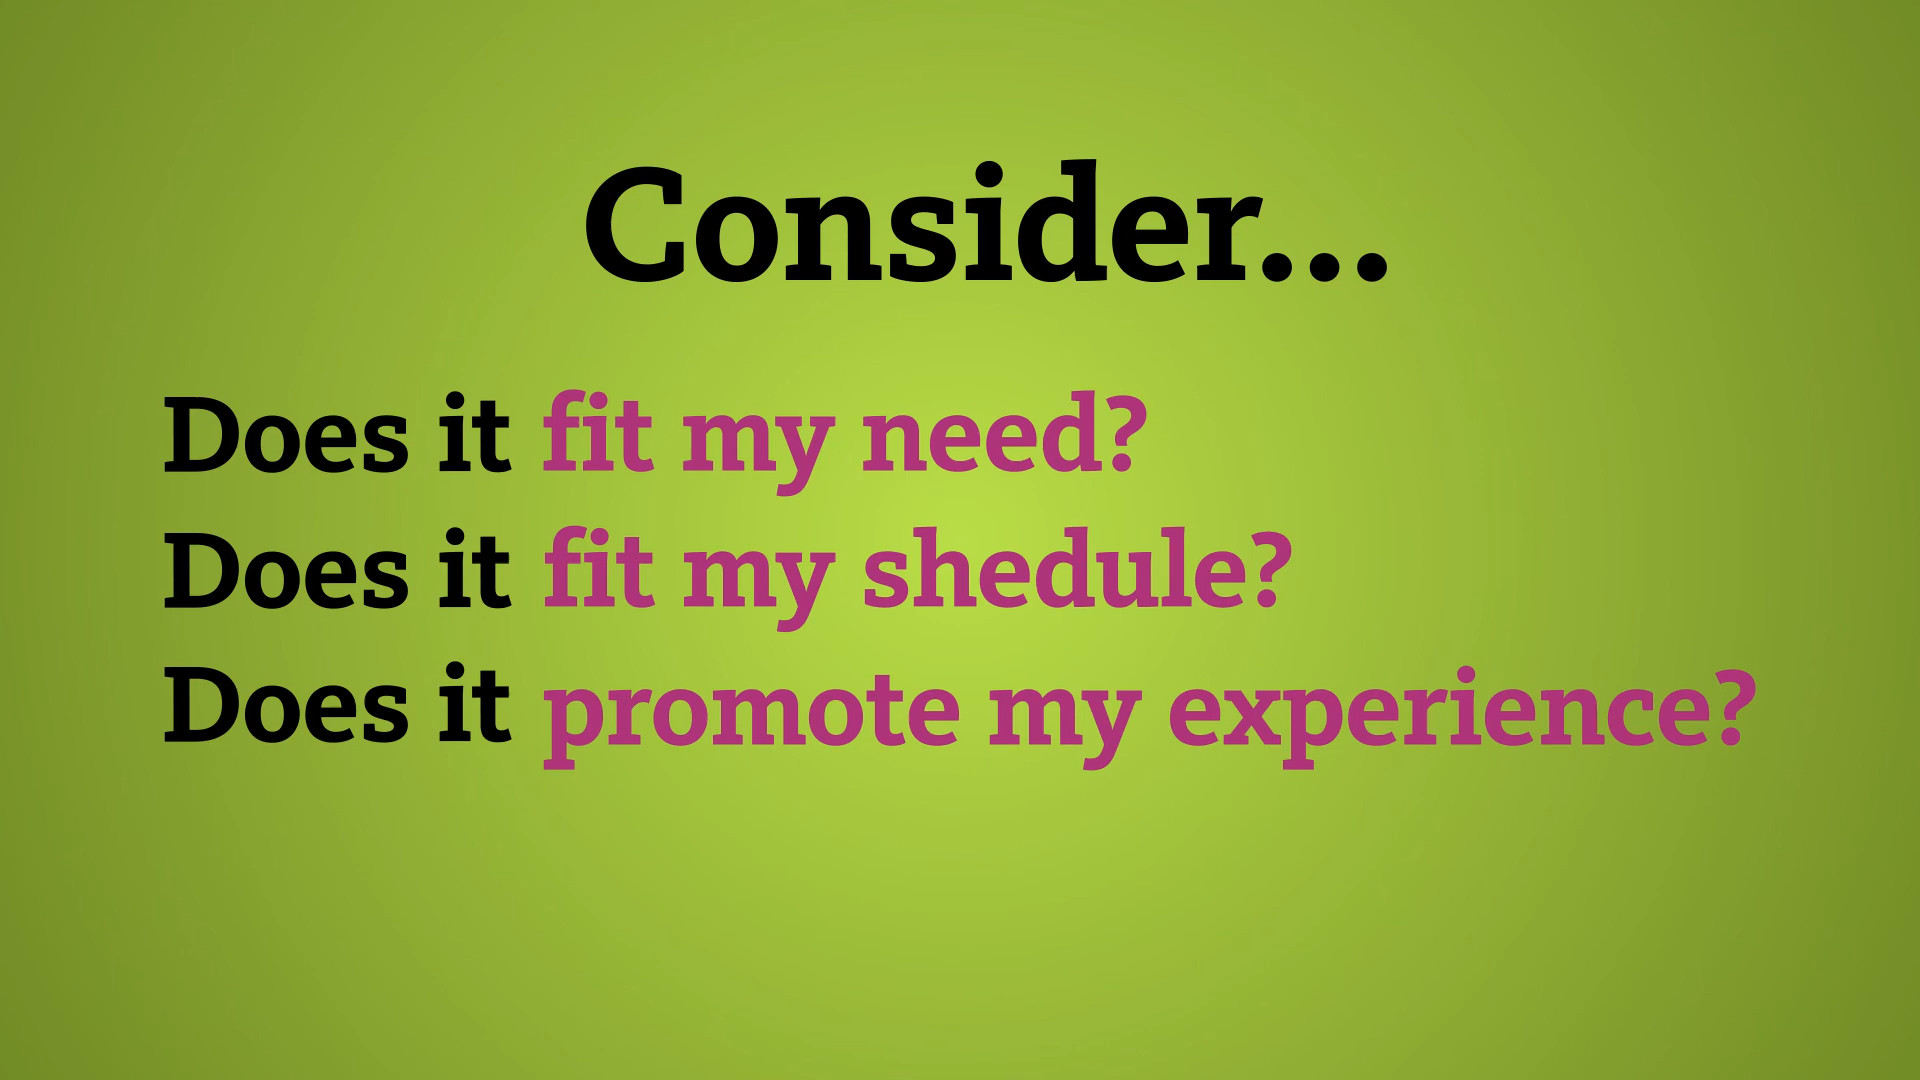 Consider...
Does it fit my need?
Does it fit my shedule?
Does it promote my experience?